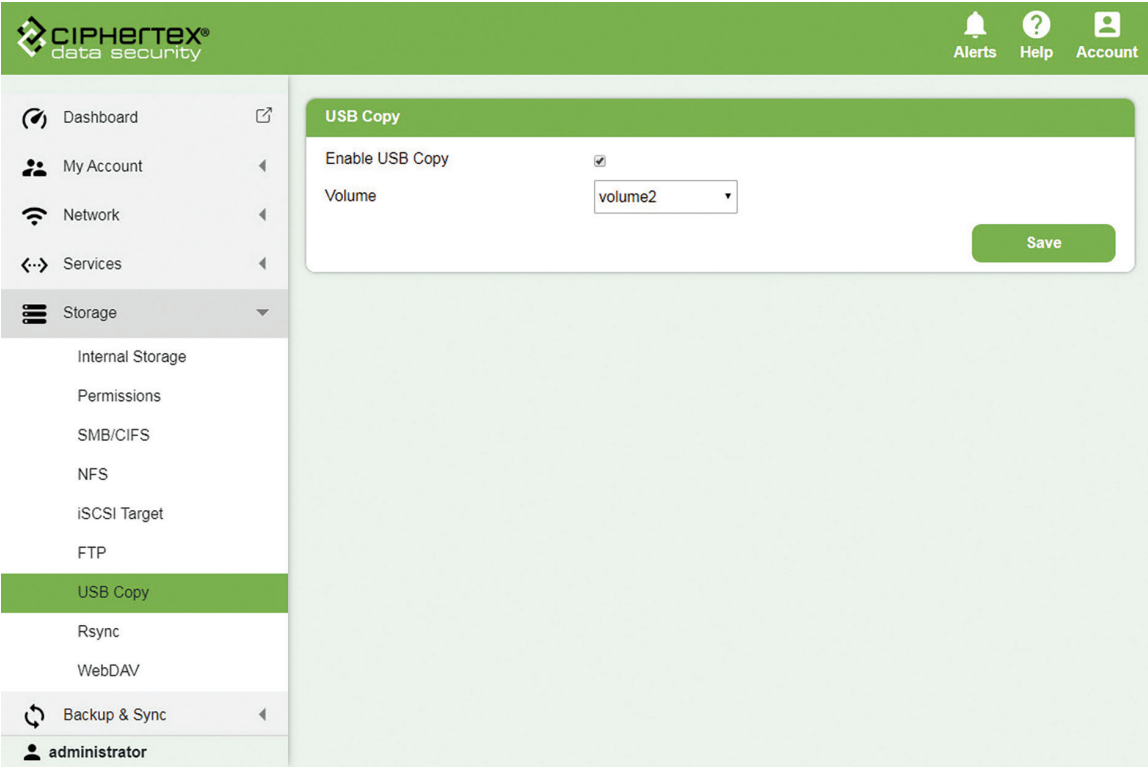 CIPHERTEX®
data security
Alerts Help Account
Dashboard
My Account
Network
Services
Storage
Internal Storage
Permissions
SMB/CIFS
NFS
iSCSI Target
FTP
USB Copy
Rsync
WebDAV
Backup & Sync
administrator
USB Copy
Enable USB Copy
Volume volume2
Save